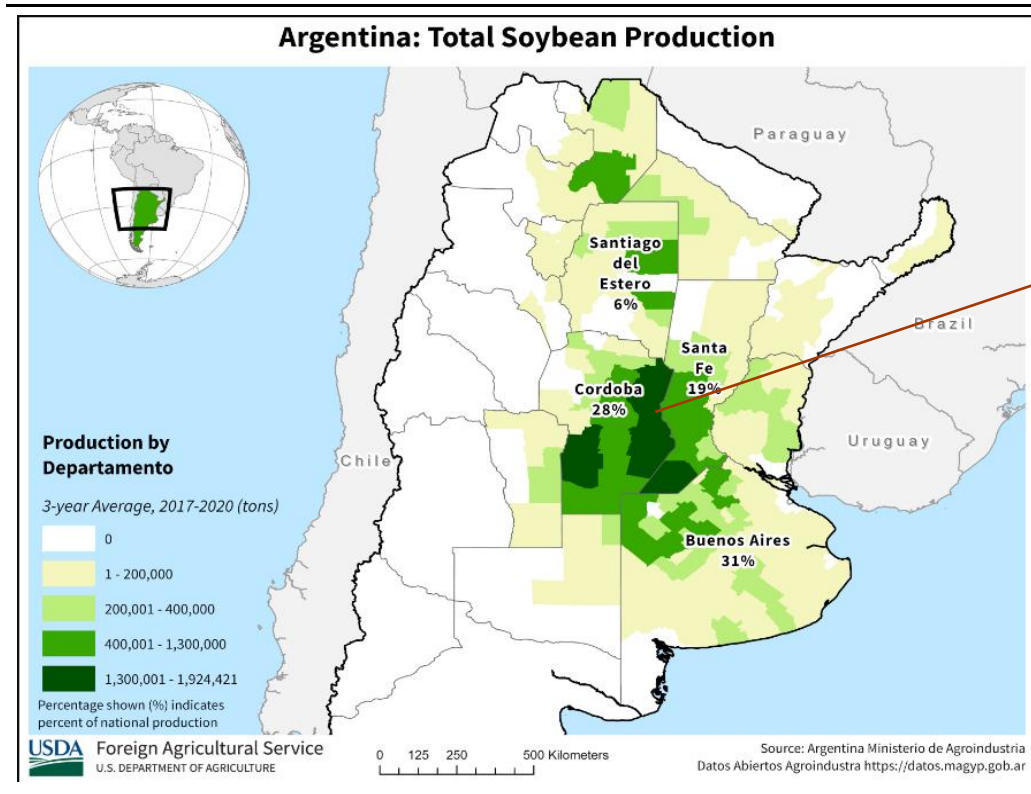 Argentina: Total Soybean Production
Paraguay
Santiago
del
Estero
6%
Brazil
Santa
Fe
19%
Cordoba
28%
Uruguay
Chile
Buenos Aires
31%
Production by
Departamento
3-year Average, 2017-2020 (tons)
0
1 - 200,000
200,001 - 400,000
400,001 - 1,300,000
1,300,001 - 1,924,421
Percentage shown (%) indicates
percent of national production
USDA
Foreign Agricultural Service
U.S. DEPARTMENT OF AGRICULTURE
0 125 250 500 Kilometers
Source: Argentina Ministerio de Agroindustria
Datos Abiertos Agroindustra https://datos.magyp.gob.ar